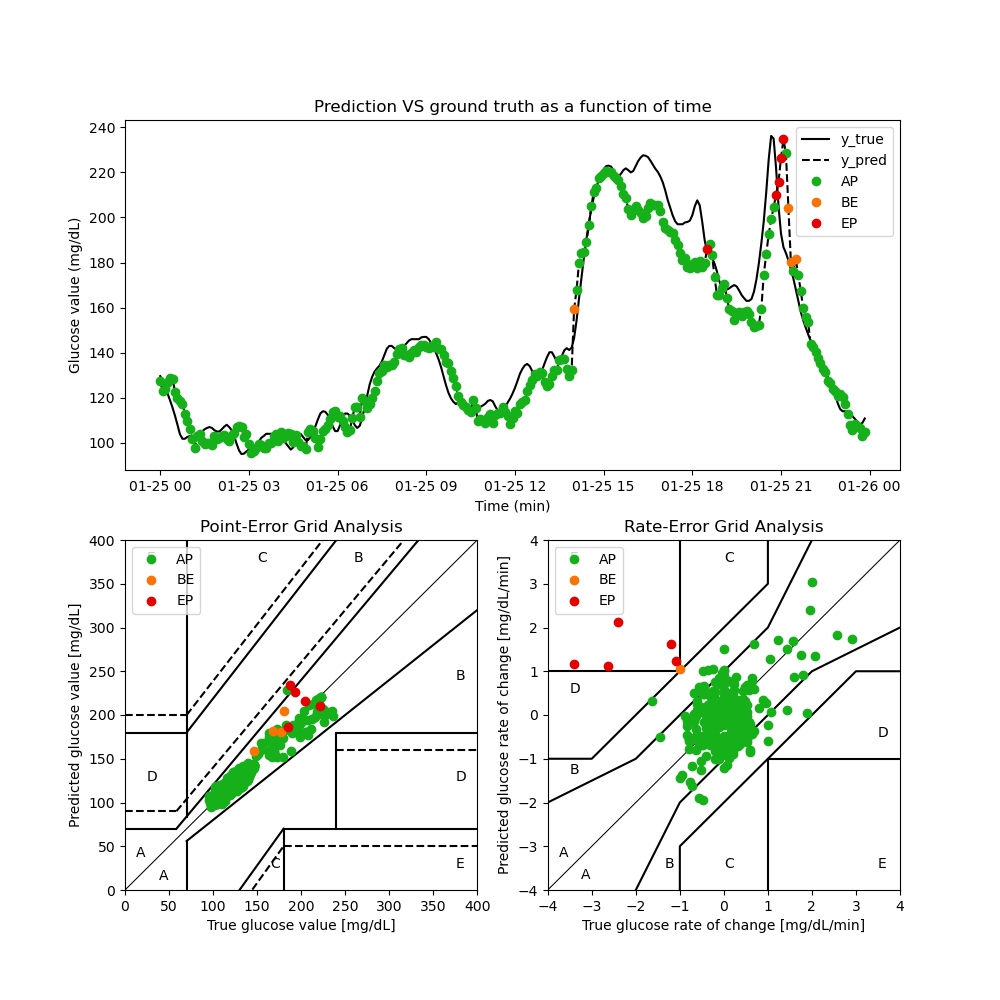 Prediction VS ground truth as a function of time
240
220
200
180
160
140
120
100
Glucose value (mg/dL)
y_true
y_pred
AP
BE
EP
01-25 00 01-25 03 01-25 06 01-25 09 01-25 12 01-25 15 01-25 18 01-25 21 01-26 00
Time (min)
Point-Error Grid Analysis
400
350
300
250
200
150
100
50
0
Predicted glucose value [mg/dL]
AP
BE
EP
C B
B
D D
A
A
C E
0 50 100 150 200 250 300 350 400
True glucose value [mg/dL]
Rate-Error Grid Analysis
4
3
2
1
0
−1
−2
−3
−4
Predicted glucose rate of change [mg/dL/min]
AP
BE
EP
C
D
D
B
A
A
B C E
−4 −3 −2 −1 0 1 2 3 4
True glucose rate of change [mg/dL/min]